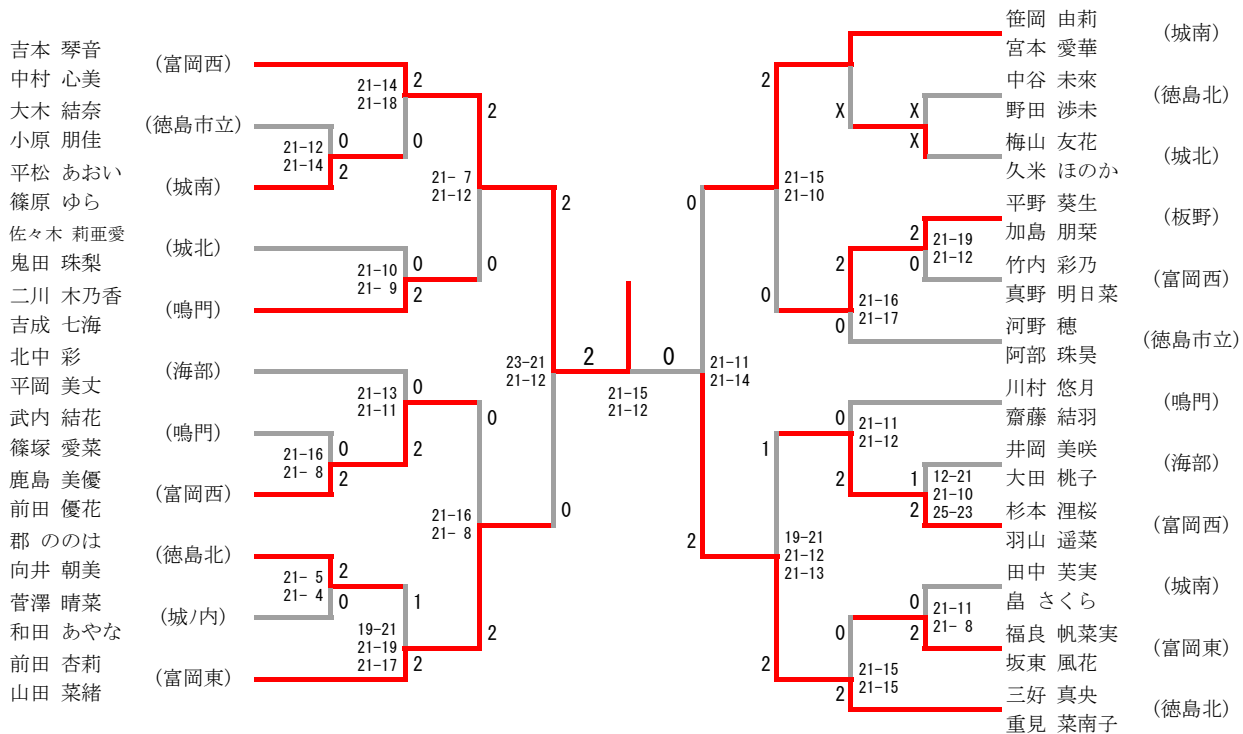 吉本 琴音
中村 心美
(富岡西)
大木 結奈
小原 朋佳
(徳島市立)
平松 あおい
篠原 ゆら
(城南)
佐々木 莉亜愛
鬼田 珠梨
(城北)
二川 木乃香
吉成 七海
(鳴門)
北中 彩
平岡 美丈
(海部)
武内 結花
篠塚 愛菜
(鳴門)
鹿島 美優
前田 優花
(富岡西)
郡 ののは
向井 朝美
(徳島北)
菅澤 晴菜
和田 あやな
(城ノ内)
前田 杏莉
山田 菜緒
(富岡東)
21-12
21-14
0
2
21-14
21-18
2
0
21-10
21- 9
0
2
21- 7
21-12
2
0
21-16
21- 8
0
2
21-13
21-11
0
2
21- 5
21- 4
2
0
19-21
21-19
21-17
1
2
21-16
21- 8
0
2
23-21
21-12
2
0
2
0
21-15
21-12
21-11
21-14
0
2
21-15
21-10
2
0
X
X
X
2
0
21-19
21-12
2
0
21-16
21-17
19-21
21-12
21-13
1
2
0
2
21-11
21-12
1
2
12-21
21-10
25-23
0
2
21-11
21- 8
0
2
21-15
21-15
笹岡 由莉
宮本 愛華
(城南)
中谷 未來
野田 渉未
(徳島北)
梅山 友花
久米 ほのか
(城北)
平野 葵生
加島 朋栞
(板野)
竹内 彩乃
真野 明日菜
(富岡西)
河野 穂
阿部 珠昊
(徳島市立)
川村 悠月
齋藤 結羽
(鳴門)
井岡 美咲
大田 桃子
(海部)
杉本 浬桜
羽山 遥菜
(富岡西)
田中 芙実
畠 さくら
(城南)
福良 帆菜実
坂東 風花
(富岡東)
三好 真央
重見 菜南子
(徳島北)